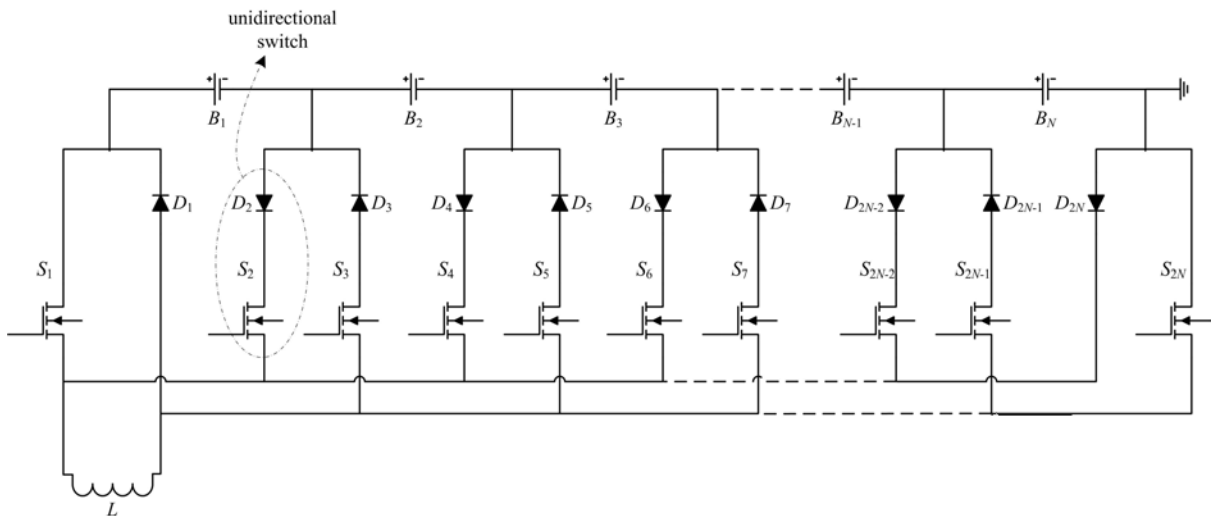 unidirectional
switch
+ - + - + - + - + -
B1 B2 B3 BN-1 BN
D1 D2 D3 D4 D5 D6 D7 D2N-2 D2N-1 D2N
S1 S2 S3 S4 S5 S6 S7 S2N-2 S2N-1 S2N
L